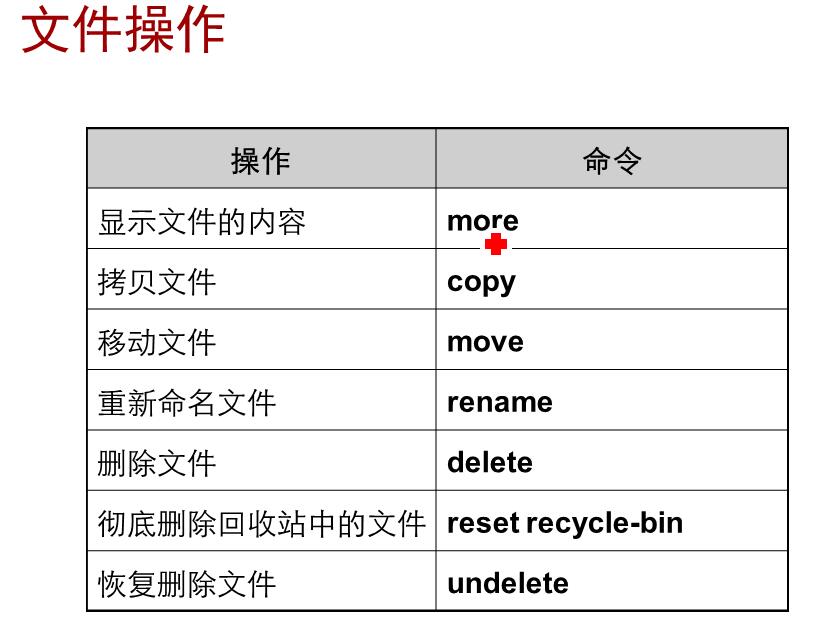 文件操作
操作 命令
显示文件的内容 more
拷贝文件 copy
移动文件 move
重新命名文件 rename
删除文件 delete
彻底删除回收站中的文件 reset recycle-bin
恢复删除文件 undelete